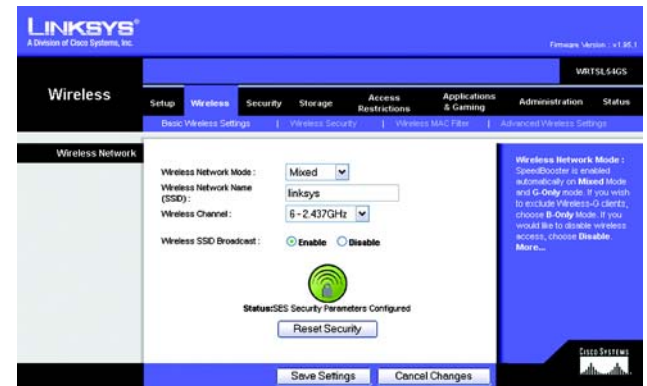 LINKSYS®
A Division of Cisco Systems, Inc.
Firmware Version : v1.85.1
WRTSL54GS
Wireless
Setup Wireless Security Storage Access Restrictions Applications & Gaming Administration Status
Basic Wireless Settings | Wireless Security | Wireless MAC Filter | Advanced Wireless Settings
Wireless Network
Wireless Network Mode : Mixed
Wireless Network Name (SSID) : linksys
Wireless Channel : 6 - 2.437GHz
Wireless SSID Broadcast : Enable Disable
Status:SES Security Parameters Configured
Reset Security
Wireless Network Mode :
SpeedBooster is enabled
automatically on Mixed Mode
and G-Only mode. If you wish
to exclude Wireless-G clients,
choose B-Only Mode. If you
would like to disable wireless
access, choose Disable.
More...
Save Settings Cancel Changes
CISCO SYSTEMS